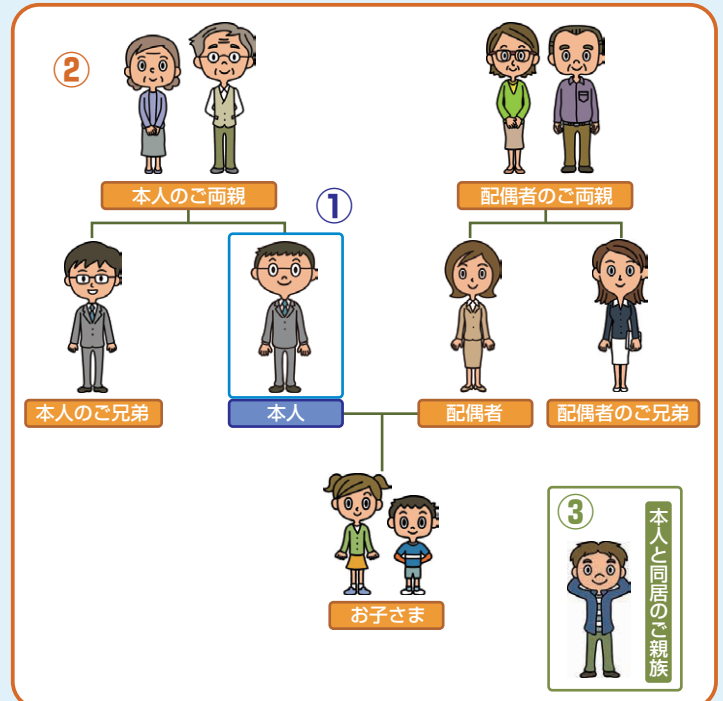 ②
本人のご両親
配偶者のご両親
①
本人のご兄弟
本人
配偶者
配偶者のご兄弟
お子さま
③
本人と同居のご親族